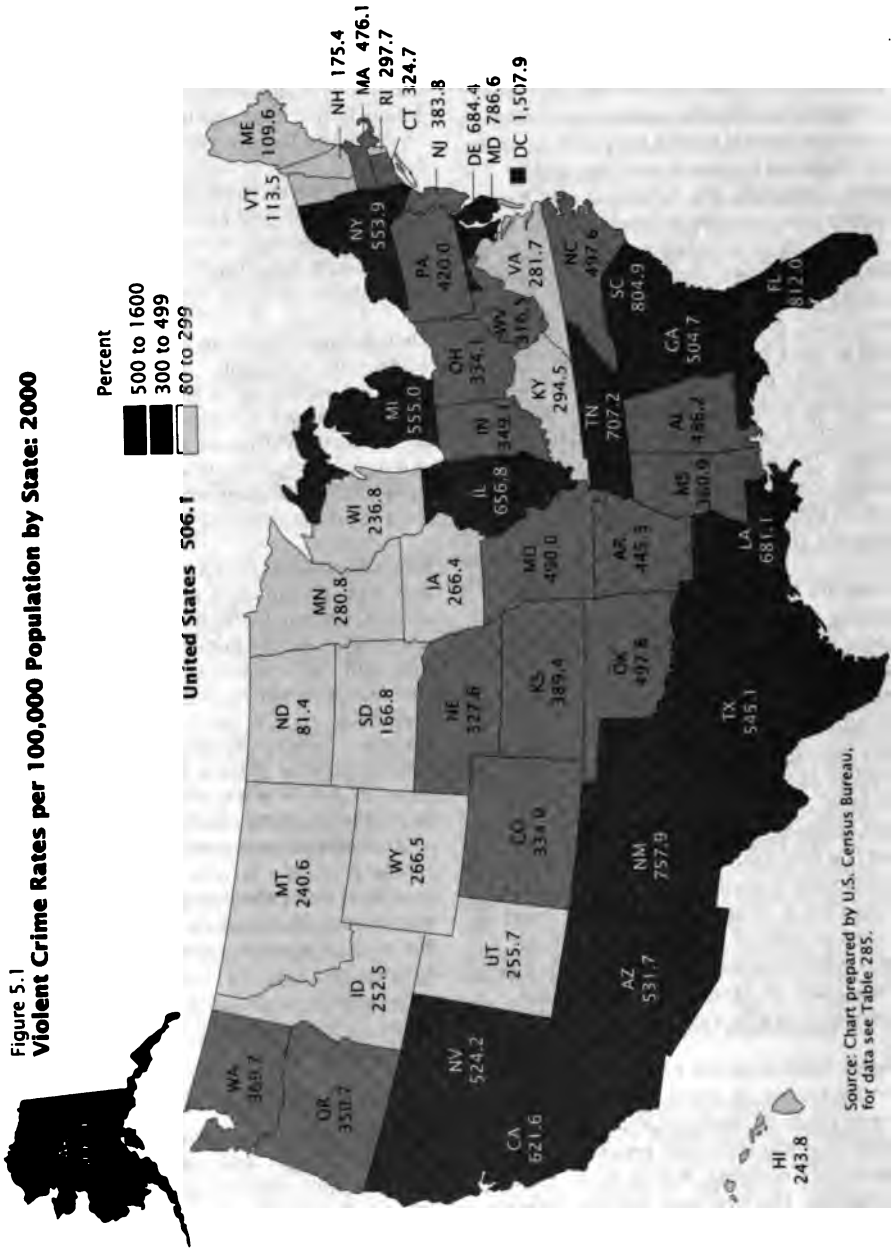 Figure 5.1
Violent Crime Rates per 100,000 Population by State: 2000
Percent
500 to 1600
300 to 499
80 to 299
United States 506.1
WA
369.7
OR
350.7
CA
621.6
NV
524.2
ID
252.5
MT
240.6
WY
266.5
UT
255.7
AZ
531.7
CO
334.0
NM
757.9
ND
81.4
SD
166.8
NE
327.6
KS
389.4
OK
497.8
TX
545.1
MN
280.8
IA
266.4
MO
490.0
AR
445.3
LA
681.1
WI
236.8
IL
656.8
MI
555.0
IN
349.1
OH
334.1
KY
294.5
TN
707.2
MS
360.9
AL
486.2
GA
504.7
FL
812.0
SC
804.9
NC
497.6
VA
281.7
WV
PA
420.0
NY
553.9
VT
113.5
ME
109.6
NH 175.4
MA 476.1
RI 297.7
CT 324.7
NJ 383.8
DE 684.4
MD 786.6
DC 1,507.9
HI
243.8
Source: Chart prepared by U.S. Census Bureau,
for data see Table 285.